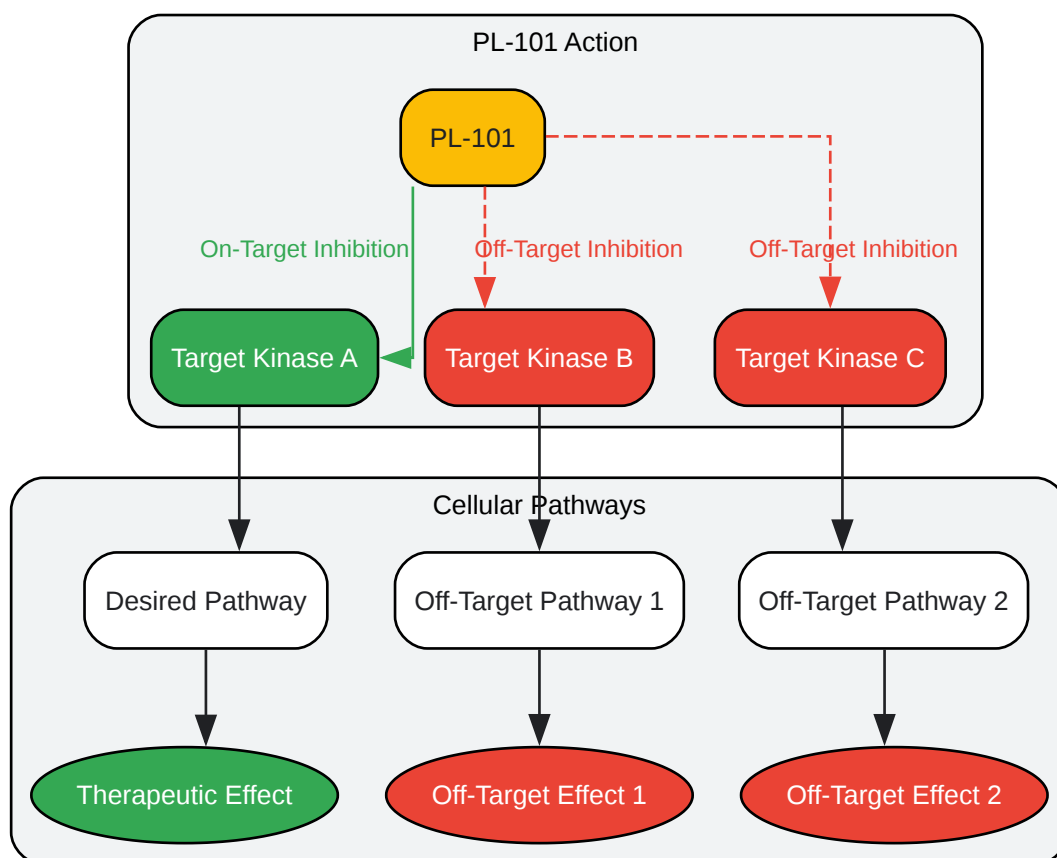 PL-101 Action
PL-101
On-Target Inhibition
Off-Target Inhibition
Off-Target Inhibition
Target Kinase A
Target Kinase B
Target Kinase C
Cellular Pathways
Desired Pathway
Off-Target Pathway 1
Off-Target Pathway 2
Therapeutic Effect
Off-Target Effect 1
Off-Target Effect 2